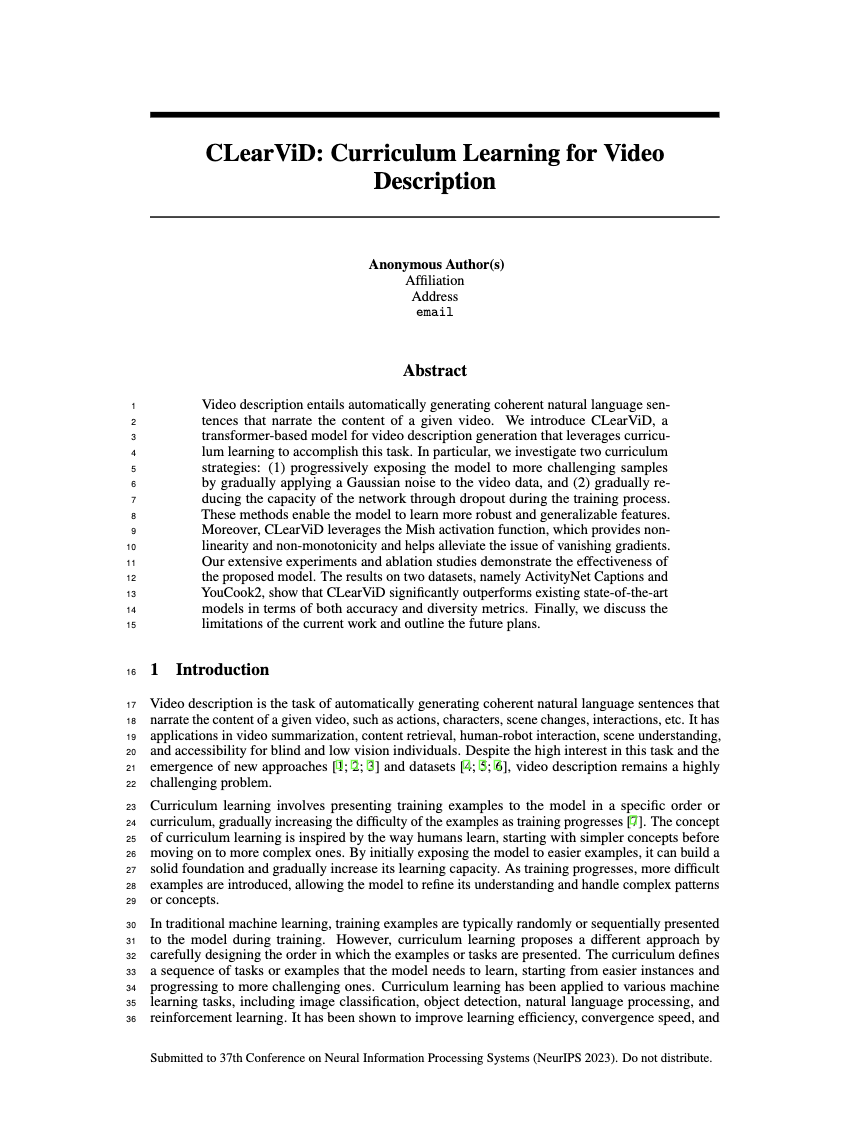 CLearViD: Curriculum Learning for Video
Description
Anonymous Author(s)
Affiliation
Address
email
Abstract
1 Video description entails automatically generating coherent natural language sen-
2 tences that narrate the content of a given video. We introduce CLearViD, a
3 transformer-based model for video description generation that leverages curricu-
4 lum learning to accomplish this task. In particular, we investigate two curriculum
5 strategies: (1) progressively exposing the model to more challenging samples
6 by gradually applying a Gaussian noise to the video data, and (2) gradually re-
7 ducing the capacity of the network through dropout during the training process.
8 These methods enable the model to learn more robust and generalizable features.
9 Moreover, CLearViD leverages the Mish activation function, which provides non-
10 linearity and non-monotonicity and helps alleviate the issue of vanishing gradients.
11 Our extensive experiments and ablation studies demonstrate the effectiveness of
12 the proposed model. The results on two datasets, namely ActivityNet Captions and
13 YouCook2, show that CLearViD significantly outperforms existing state-of-the-art
14 models in terms of both accuracy and diversity metrics. Finally, we discuss the
15 limitations of the current work and outline the future plans.
16 1 Introduction
17 Video description is the task of automatically generating coherent natural language sentences that
18 narrate the content of a given video, such as actions, characters, scene changes, interactions, etc. It has
19 applications in video summarization, content retrieval, human-robot interaction, scene understanding,
20 and accessibility for blind and low vision individuals. Despite the high interest in this task and the
21 emergence of new approaches [1; 2; 3] and datasets [4; 5; 6], video description remains a highly
22 challenging problem.
23 Curriculum learning involves presenting training examples to the model in a specific order or
24 curriculum, gradually increasing the difficulty of the examples as training progresses [7]. The concept
25 of curriculum learning is inspired by the way humans learn, starting with simpler concepts before
26 moving on to more complex ones. By initially exposing the model to easier examples, it can build a
27 solid foundation and gradually increase its learning capacity. As training progresses, more difficult
28 examples are introduced, allowing the model to refine its understanding and handle complex patterns
29 or concepts.
30 In traditional machine learning, training examples are typically randomly or sequentially presented
31 to the model during training. However, curriculum learning proposes a different approach by
32 carefully designing the order in which the examples or tasks are presented. The curriculum defines
33 a sequence of tasks or examples that the model needs to learn, starting from easier instances and
34 progressing to more challenging ones. Curriculum learning has been applied to various machine
35 learning tasks, including image classification, object detection, natural language processing, and
36 reinforcement learning. It has been shown to improve learning efficiency, convergence speed, and
Submitted to 37th Conference on Neural Information Processing Systems (NeurIPS 2023). Do not distribute.